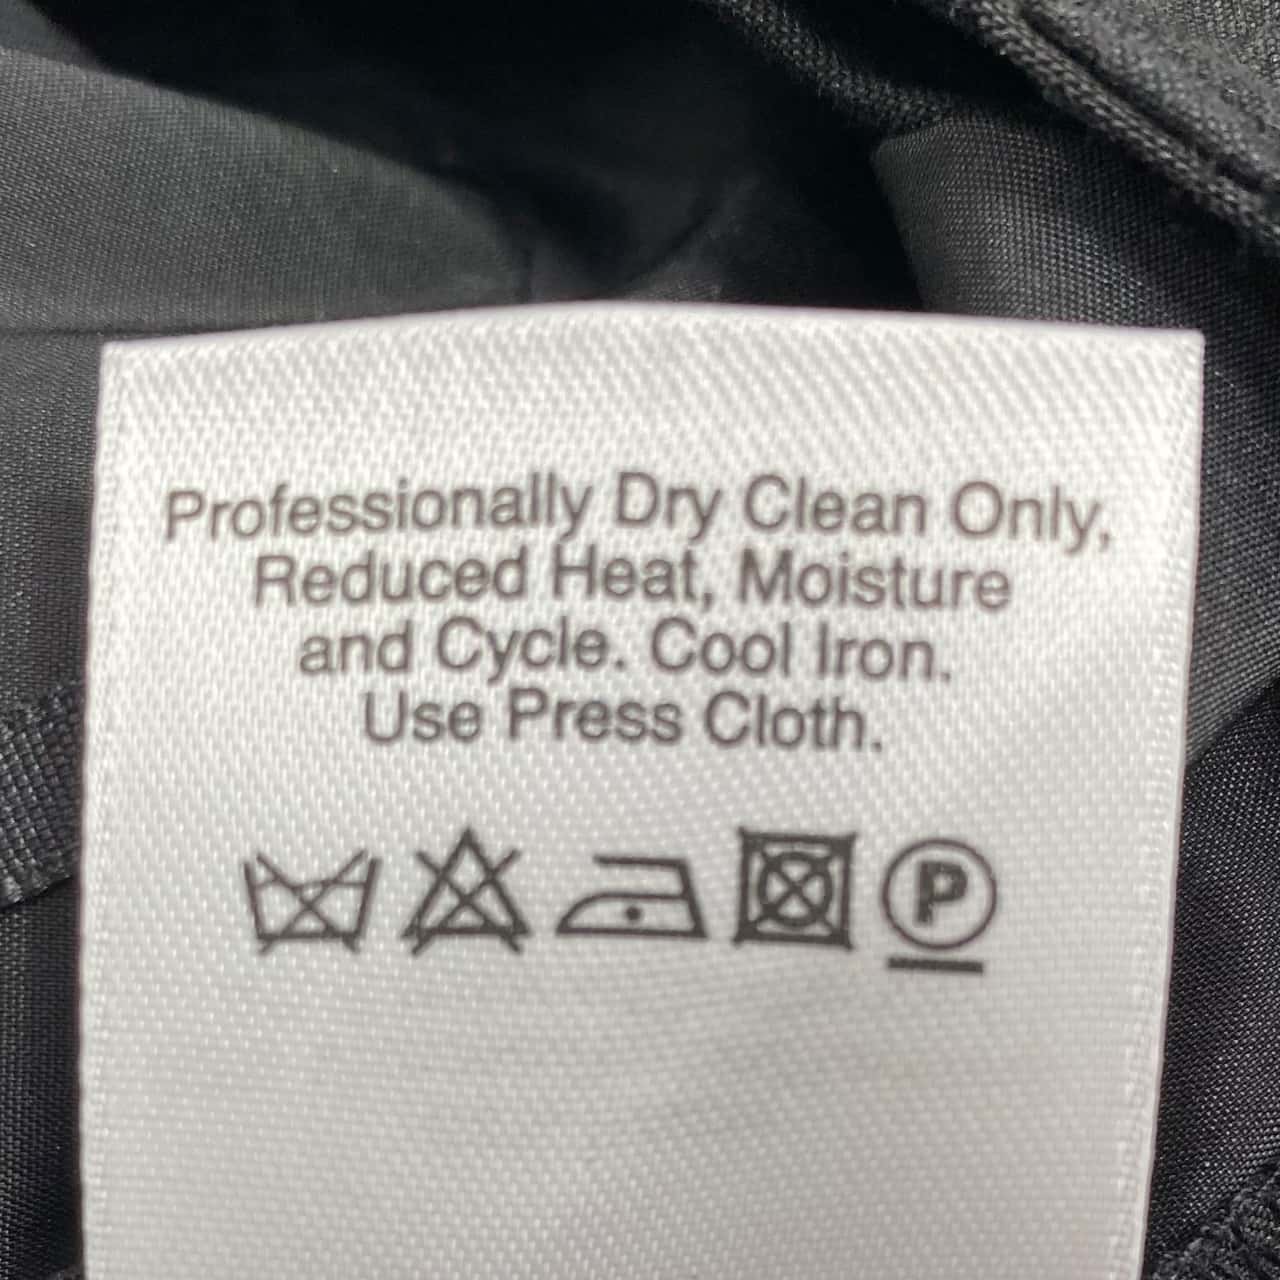 Professionally Dry Clean Only,
Reduced Heat, Moisture
and Cycle. Cool Iron.
Use Press Cloth.
P